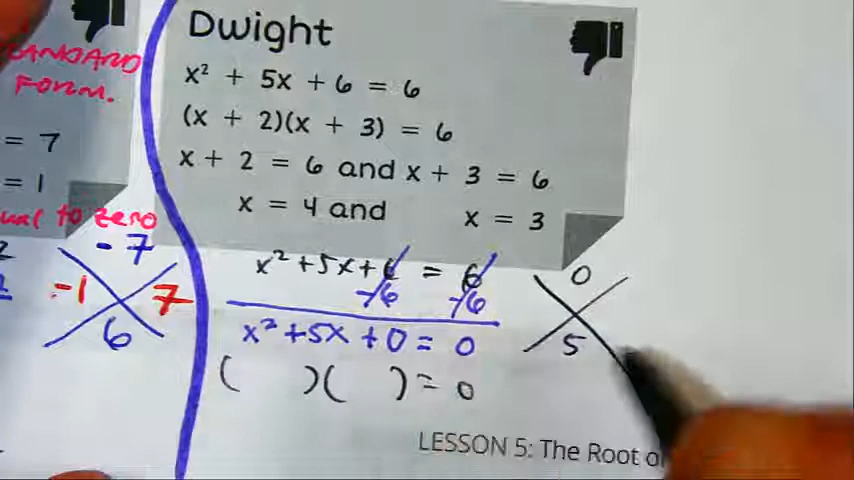 STANDARD
FORM.
= 7
= 1
to zero
- 7
-1 7
6
Dwight
x² + 5x + 6 = 6
(x + 2)(x + 3) = 6
x + 2 = 6 and x + 3 = 6
x = 4 and x = 3
x² + 5x + 6 = 6
-6 -6
x² + 5x + 0 = 0
( )( ) = 0
0
5
LESSON 5: The Root